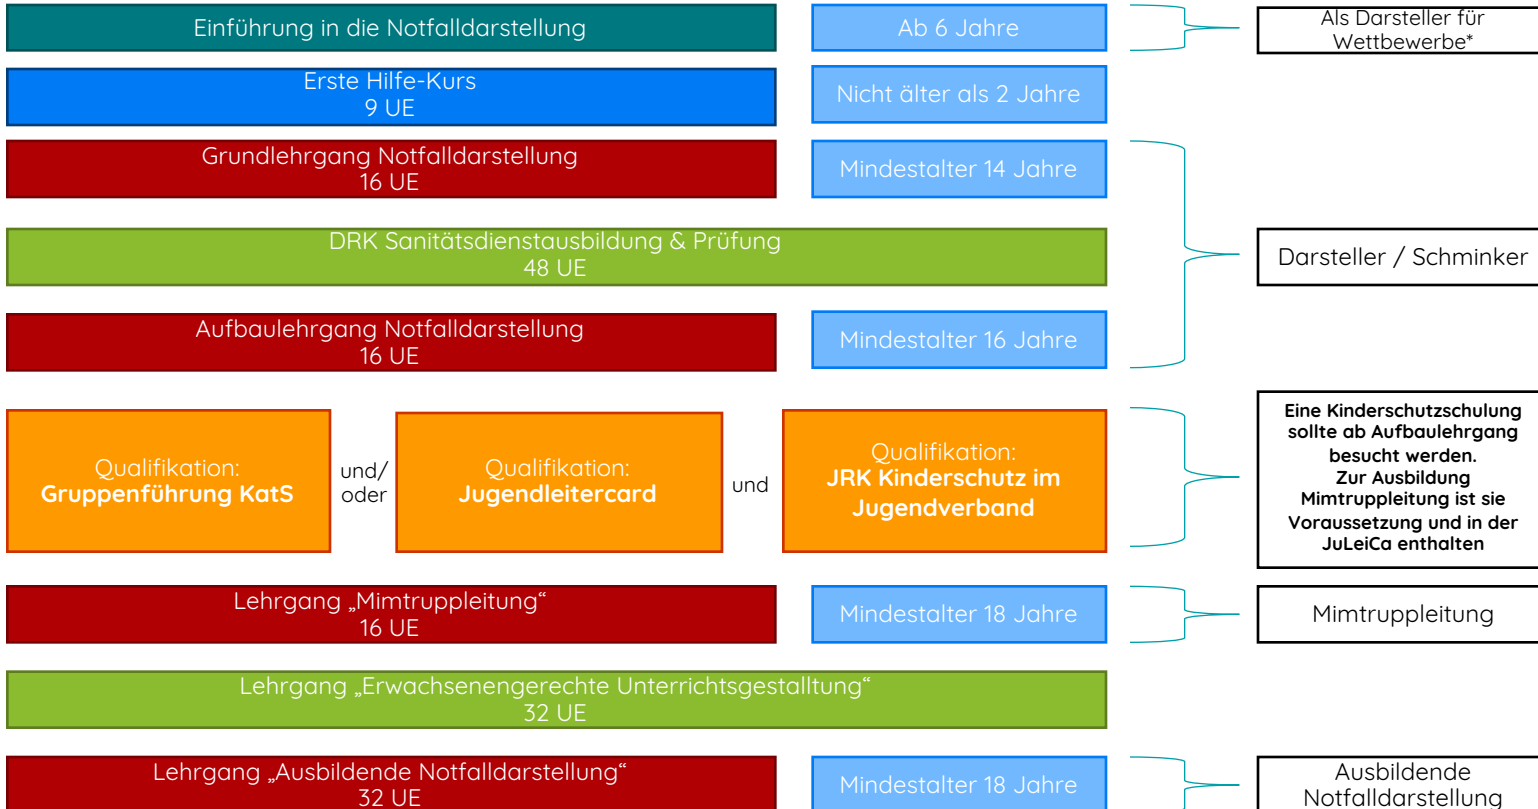 Einführung in die Notfalldarstellung
Ab 6 Jahre
Als Darsteller für
Wettbewerbe*
Erste Hilfe-Kurs
9 UE
Nicht älter als 2 Jahre
Grundlehrgang Notfalldarstellung
16 UE
Mindestalter 14 Jahre
DRK Sanitätsdienstausbildung & Prüfung
48 UE
Darsteller / Schminker
Aufbaulehrgang Notfalldarstellung
16 UE
Mindestalter 16 Jahre
Qualifikation:
Gruppenführung KatS
und/
oder
Qualifikation:
Jugendleitercard
und
Qualifikation:
JRK Kinderschutz im
Jugendverband
Eine Kinderschutzschulung
sollte ab Aufbaulehrgang
besucht werden.
Zur Ausbildung
Mimtruppleitung ist sie
Voraussetzung und in der
JuLeiCa enthalten
Lehrgang „Mimtruppleitung“
16 UE
Mindestalter 18 Jahre
Mimtruppleitung
Lehrgang „Erwachsenengerechte Unterrichtsgestalltung“
32 UE
Lehrgang „Ausbildende Notfalldarstellung“
32 UE
Mindestalter 18 Jahre
Ausbildende
Notfalldarstellung